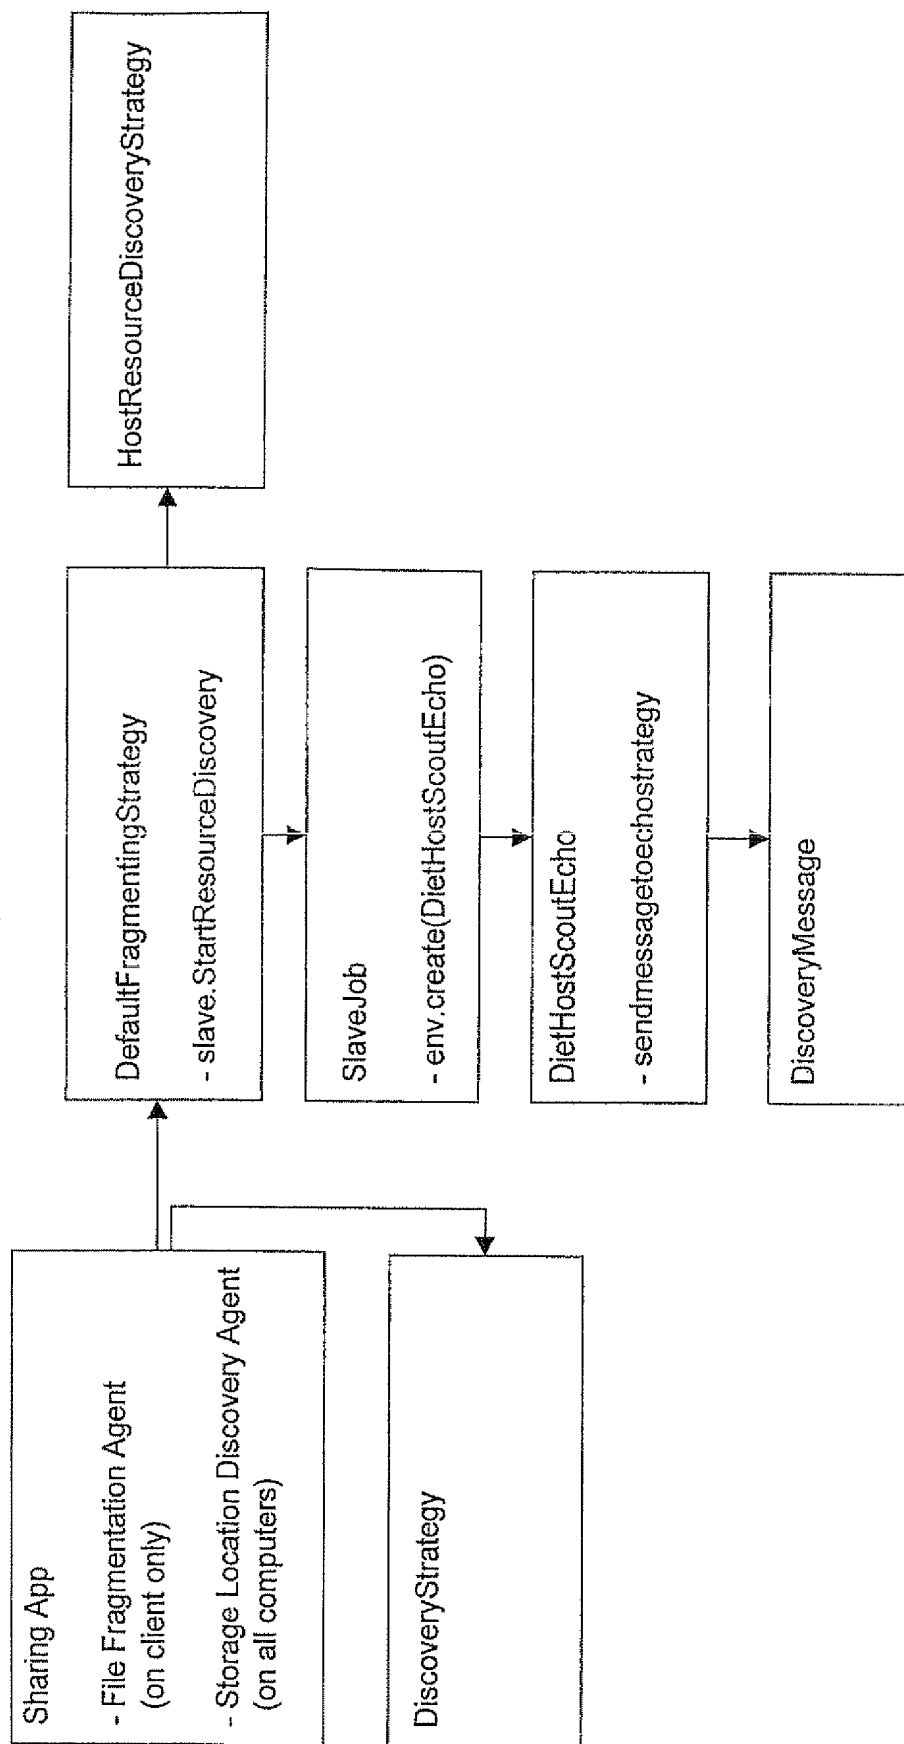 Sharing App
- File Fragmentation Agent
(on client only)
- Storage Location Discovery Agent
(on all computers)
DiscoveryStrategy
DefaultFragmentingStrategy
- slave.StartResourceDiscovery
SlaveJob
- env.create(DietHostScoutEcho)
DietHostScoutEcho
- sendmessagetoechostrategy
DiscoveryMessage
HostResourceDiscoveryStrategy